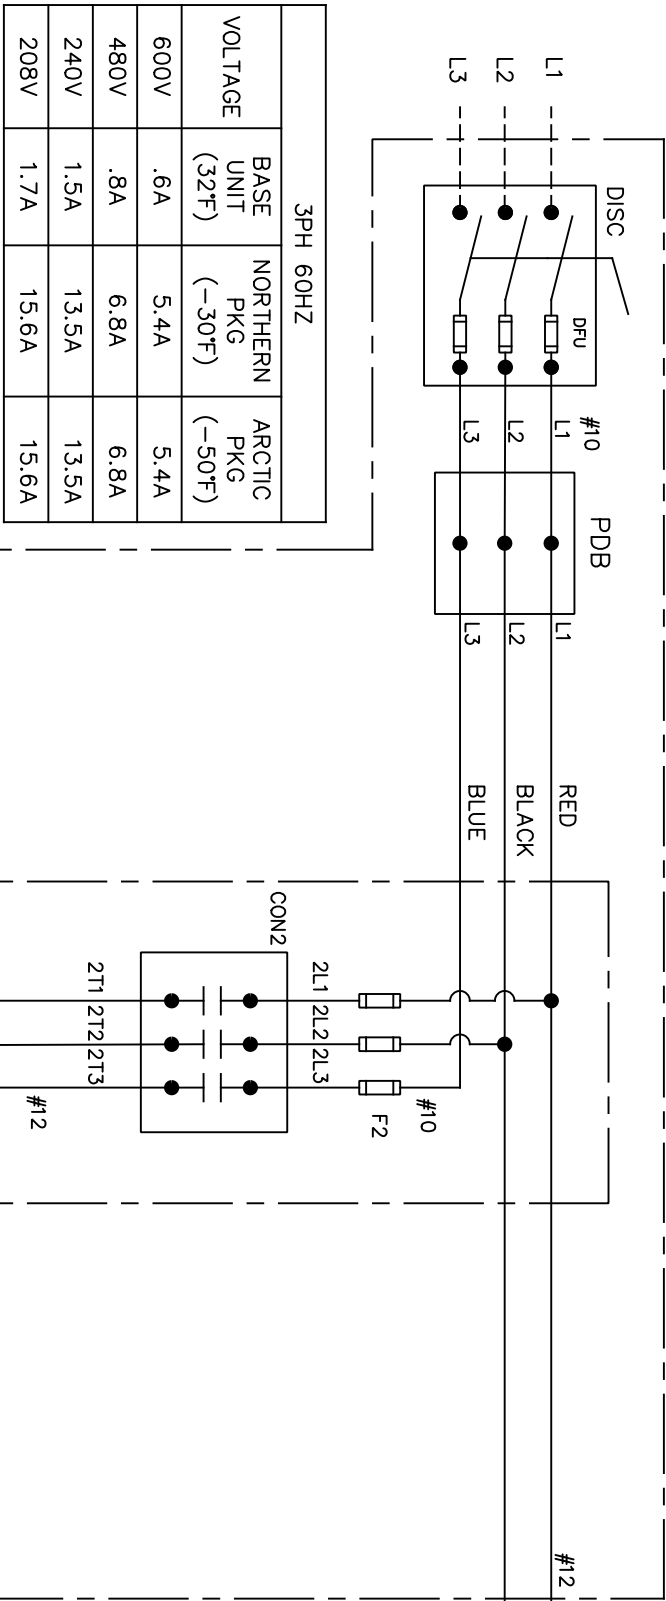 L1
L2
L3
DISC
DFU
#10
L1
L2
L3
PDB
L1
L2
L3
RED
BLACK
BLUE
#12
CON2
2L1
2L2
2L3
#10
F2
2T1
2T2
2T3
#12
3PH 60HZ
VOLTAGE
BASE
UNIT
(32°F)
NORTHERN
PKG
(-30°F)
ARCTIC
PKG
(-50°F)
600V .6A 5.4A 5.4A
480V .8A 6.8A 6.8A
240V 1.5A 13.5A 13.5A
208V 1.7A 15.6A 15.6A